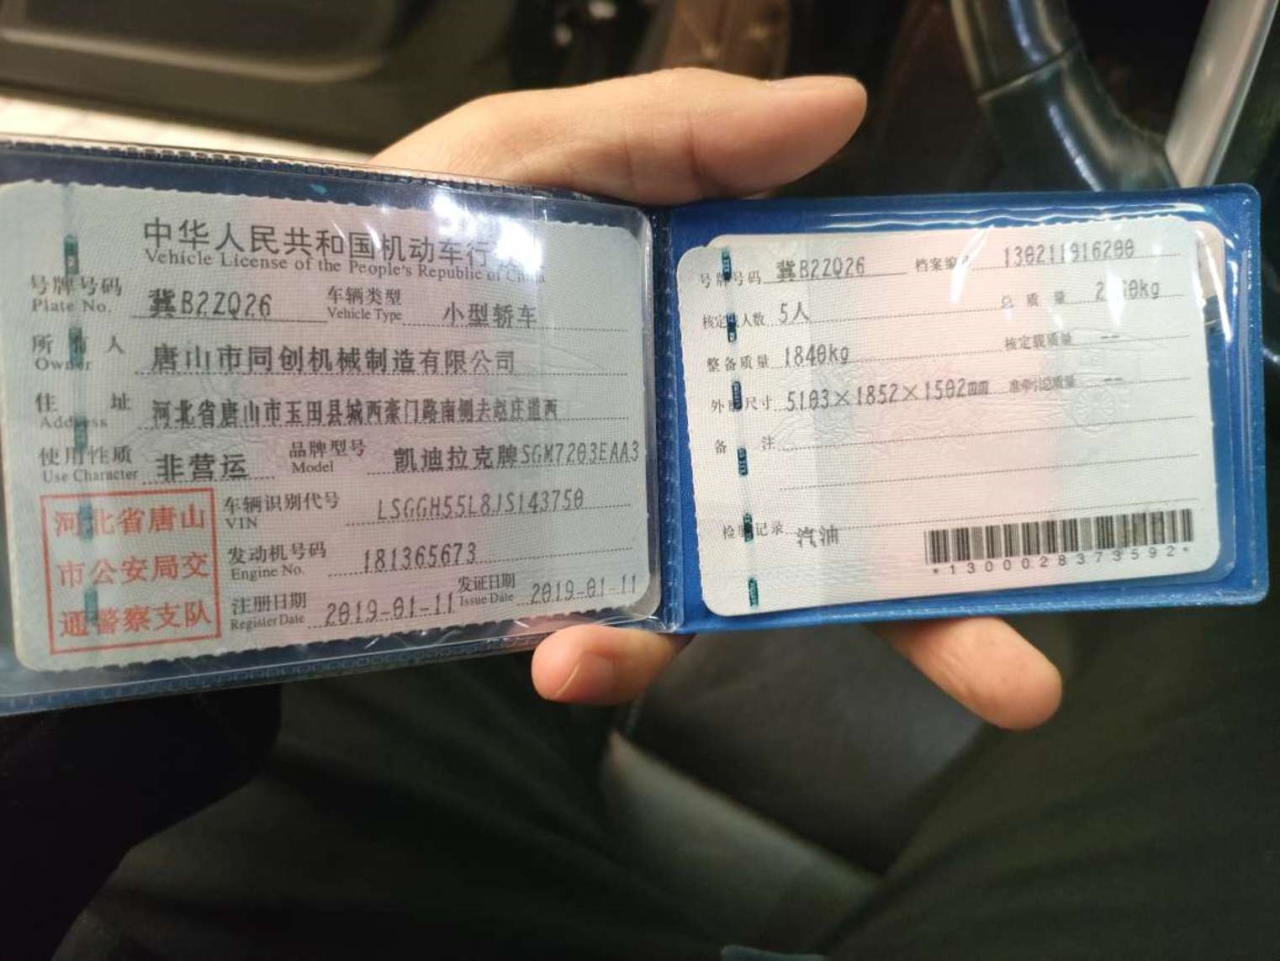 中华人民共和国机动车行
Vehicle License of the People's Republic of China
号牌号码 冀B2ZQ26 车辆类型 小型轿车
Plate No. Vehicle Type
所有人 唐山市同创机械制造有限公司
Owner
住址 河北省唐山市玉田县城西豪门路南侧夫赵庄道西
Address
使用性质 非营运 品牌型号 凯迪拉克牌SGM7203EAA3
Use Character Model
河北省唐山
市公安局交
通警察支队
车辆识别代号 LSGGH55L8JS143750
VIN
发动机号码 181365673
Engine No.
注册日期 2019-01-11 发证日期 2019-01-11
Register Date Issue Date
号牌号码 冀B2ZQ26 档案编号 130211916200
核定载人数 5人 总质量
整备质量 1840kg 核定载质量 --
外廓尺寸 5103×1852×1502mm 准牵引总质量 --
备注
检验记录 汽油
*1300028373592*